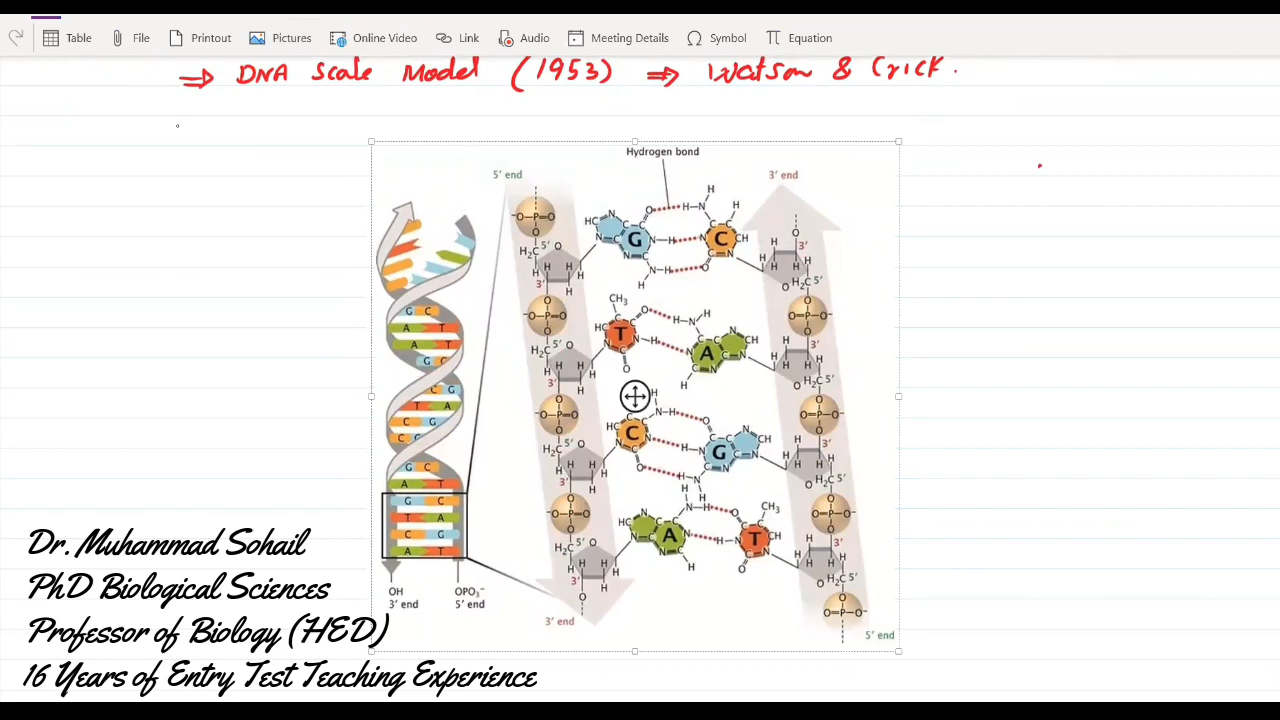 Table File Printout Pictures Online Video Link Audio Meeting Details Symbol Equation
⇒ DNA Scale Model (1953) ⇒ Watson & Crick.
Hydrogen bond
5' end
3' end
G C
T A
C G
A T
3' end
5' end
G C
A T
A T
G C
C G
T A
C G
C G
G C
A T
G C
T A
C G
A T
OH
3' end
OPO₃⁻
5' end
Dr. Muhammad Sohail
PhD Biological Sciences
Professor of Biology (HED)
16 Years of Entry Test Teaching Experience